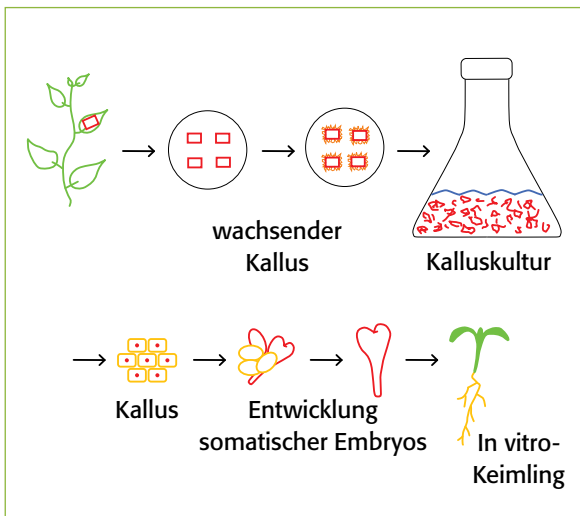 wachsender
Kallus
Kalluskultur
Kallus
Entwicklung
somatischer Embryos
In vitro-
Keimling